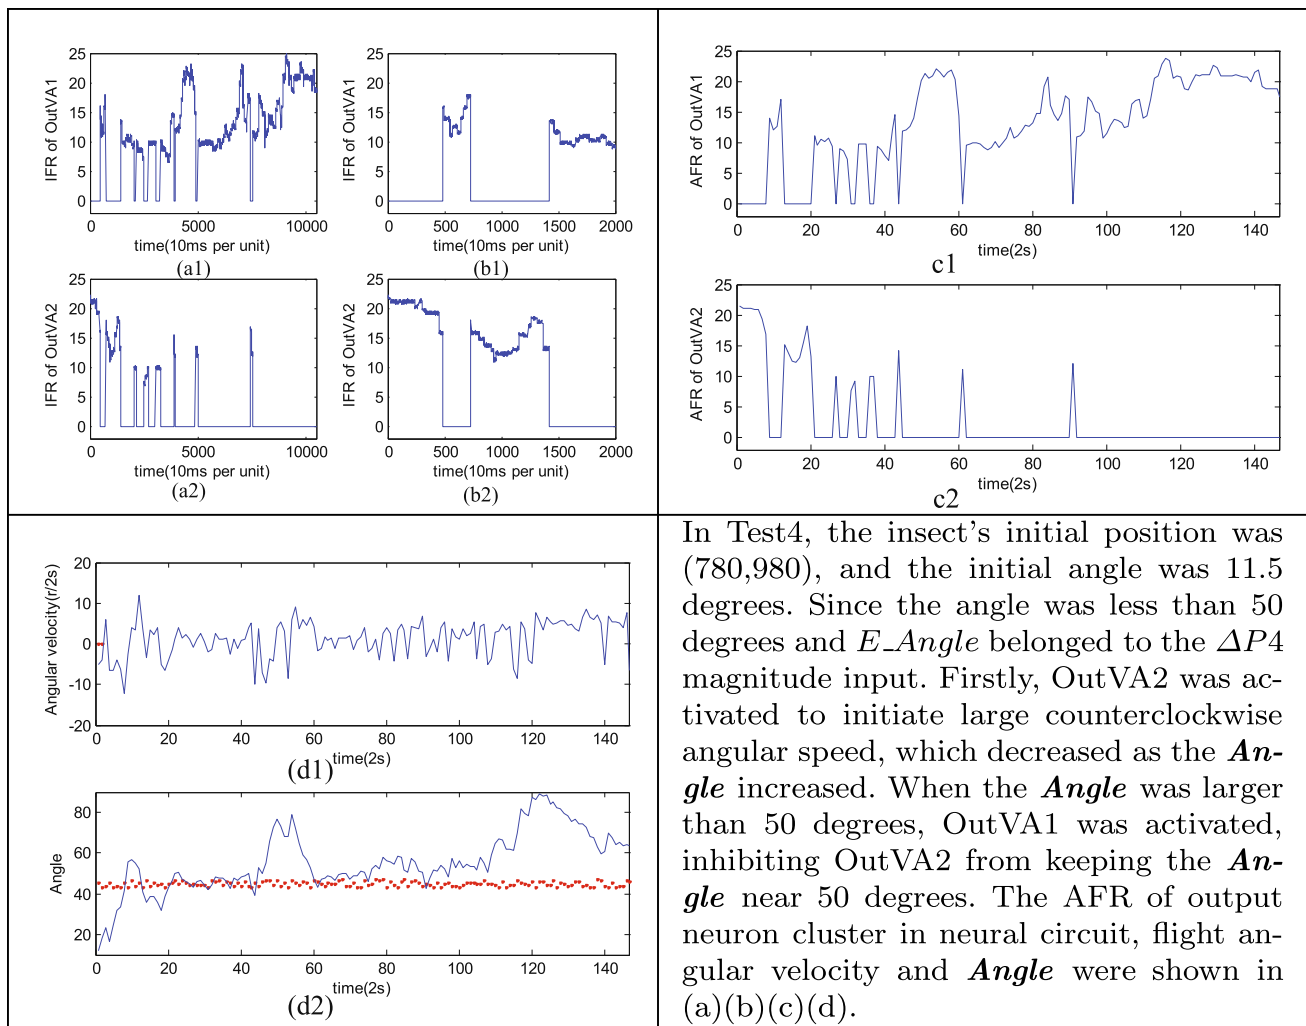 25
20
15
10
5
0
IFR of OutVA1
0 5000 10000
time(10ms per unit)
(a1)
25
20
15
10
5
0
IFR of OutVA1
0 500 1000 1500 2000
time(10ms per unit)
(b1)
25
20
15
10
5
0
IFR of OutVA2
0 5000 10000
time(10ms per unit)
(a2)
25
20
15
10
5
0
IFR of OutVA2
0 500 1000 1500 2000
time(10ms per unit)
(b2)
25
20
15
10
5
0
AFR of OutVA1
0 20 40 60 80 100 120 140
time(2s)
c1
25
20
15
10
5
0
AFR of OutVA2
0 20 40 60 80 100 120 140
time(2s)
c2
20
10
0
-10
-20
Angular velocity(r/2s)
0 20 40 60 80 100 120 140
time(2s)
(d1)
80
60
40
20
Angle
0 20 40 60 80 100 120 140
time(2s)
(d2)
In Test4, the insect's initial position was
(780,980), and the initial angle was 11.5
degrees. Since the angle was less than 50
degrees and E_Angle belonged to the ΔP4
magnitude input. Firstly, OutVA2 was ac-
tivated to initiate large counterclockwise
angular speed, which decreased as the An-
gle increased. When the Angle was larger
than 50 degrees, OutVA1 was activated,
inhibiting OutVA2 from keeping the An-
gle near 50 degrees. The AFR of output
neuron cluster in neural circuit, flight an-
gular velocity and Angle were shown in
(a)(b)(c)(d).